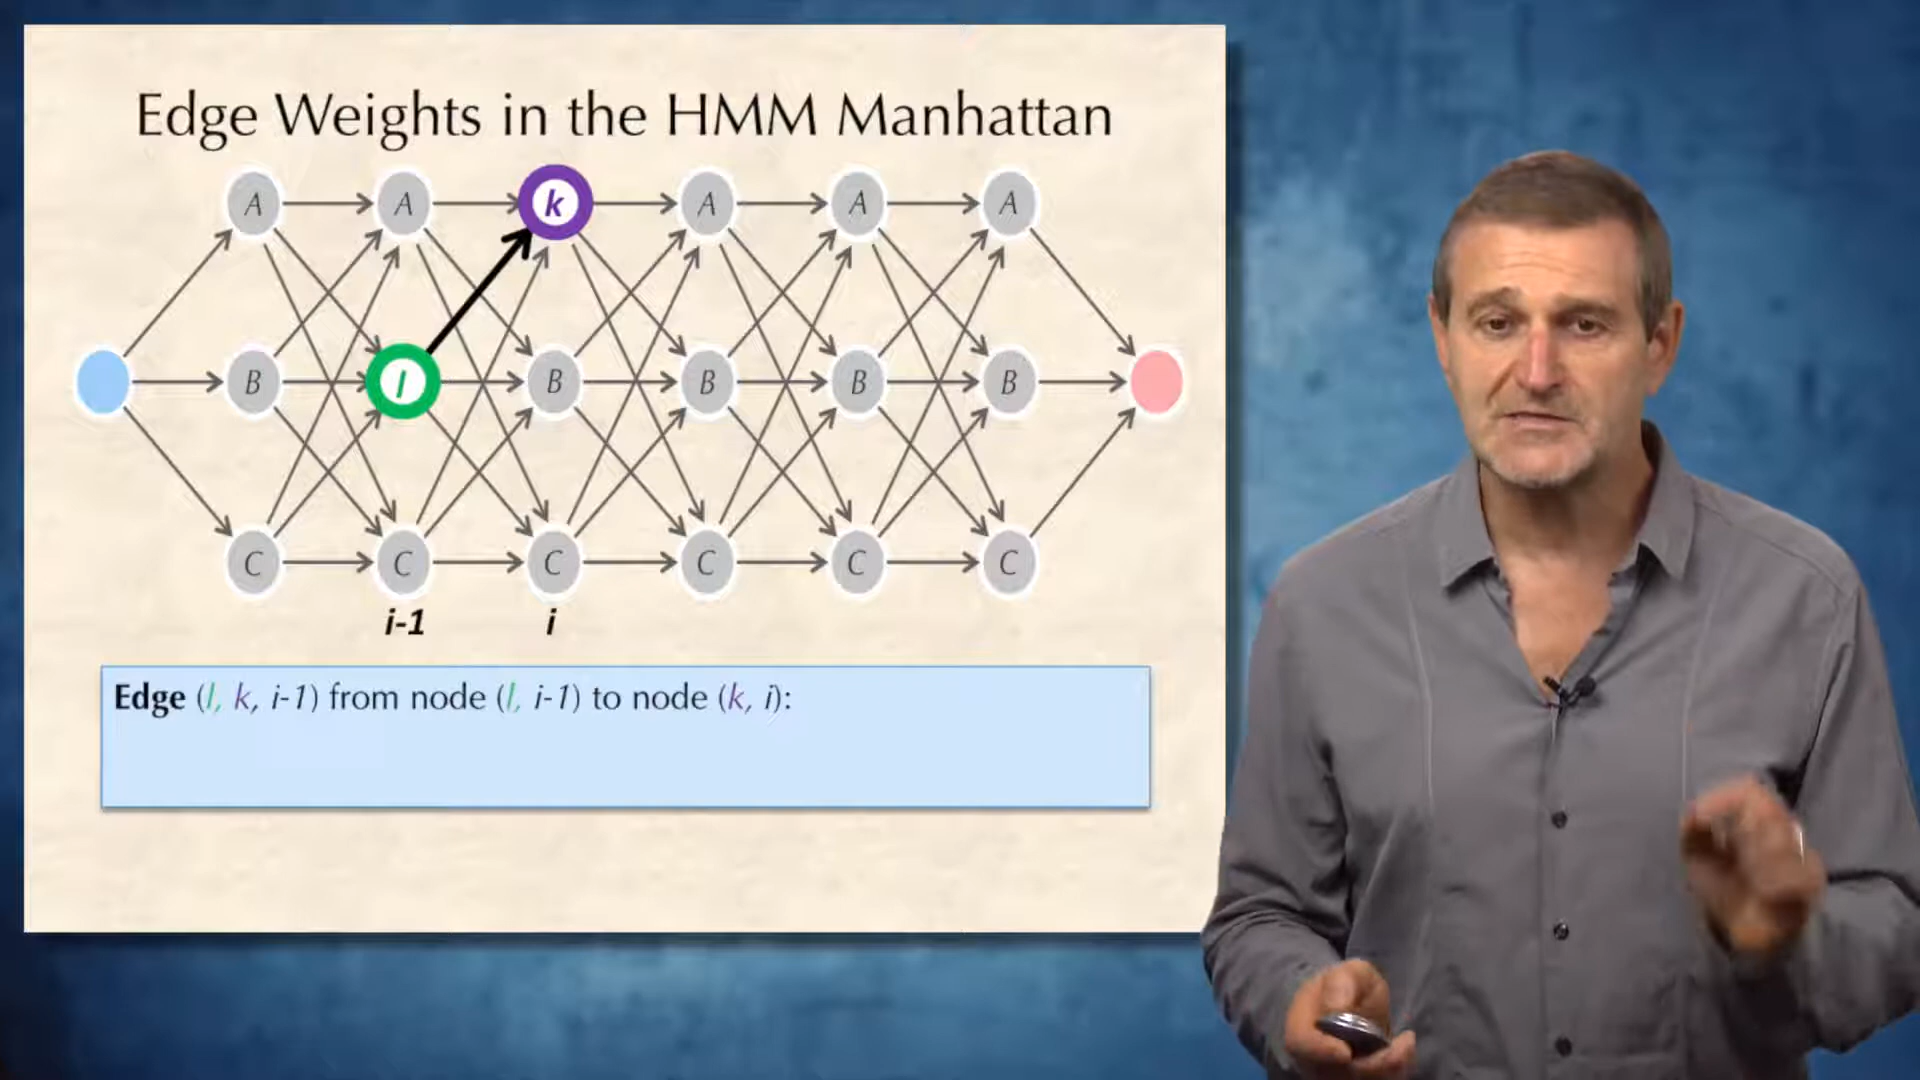 Edge Weights in the HMM Manhattan
A A k A A A
B l B B B B
C C C C C C
i-1 i
Edge (l, k, i-1) from node (l, i-1) to node (k, i):